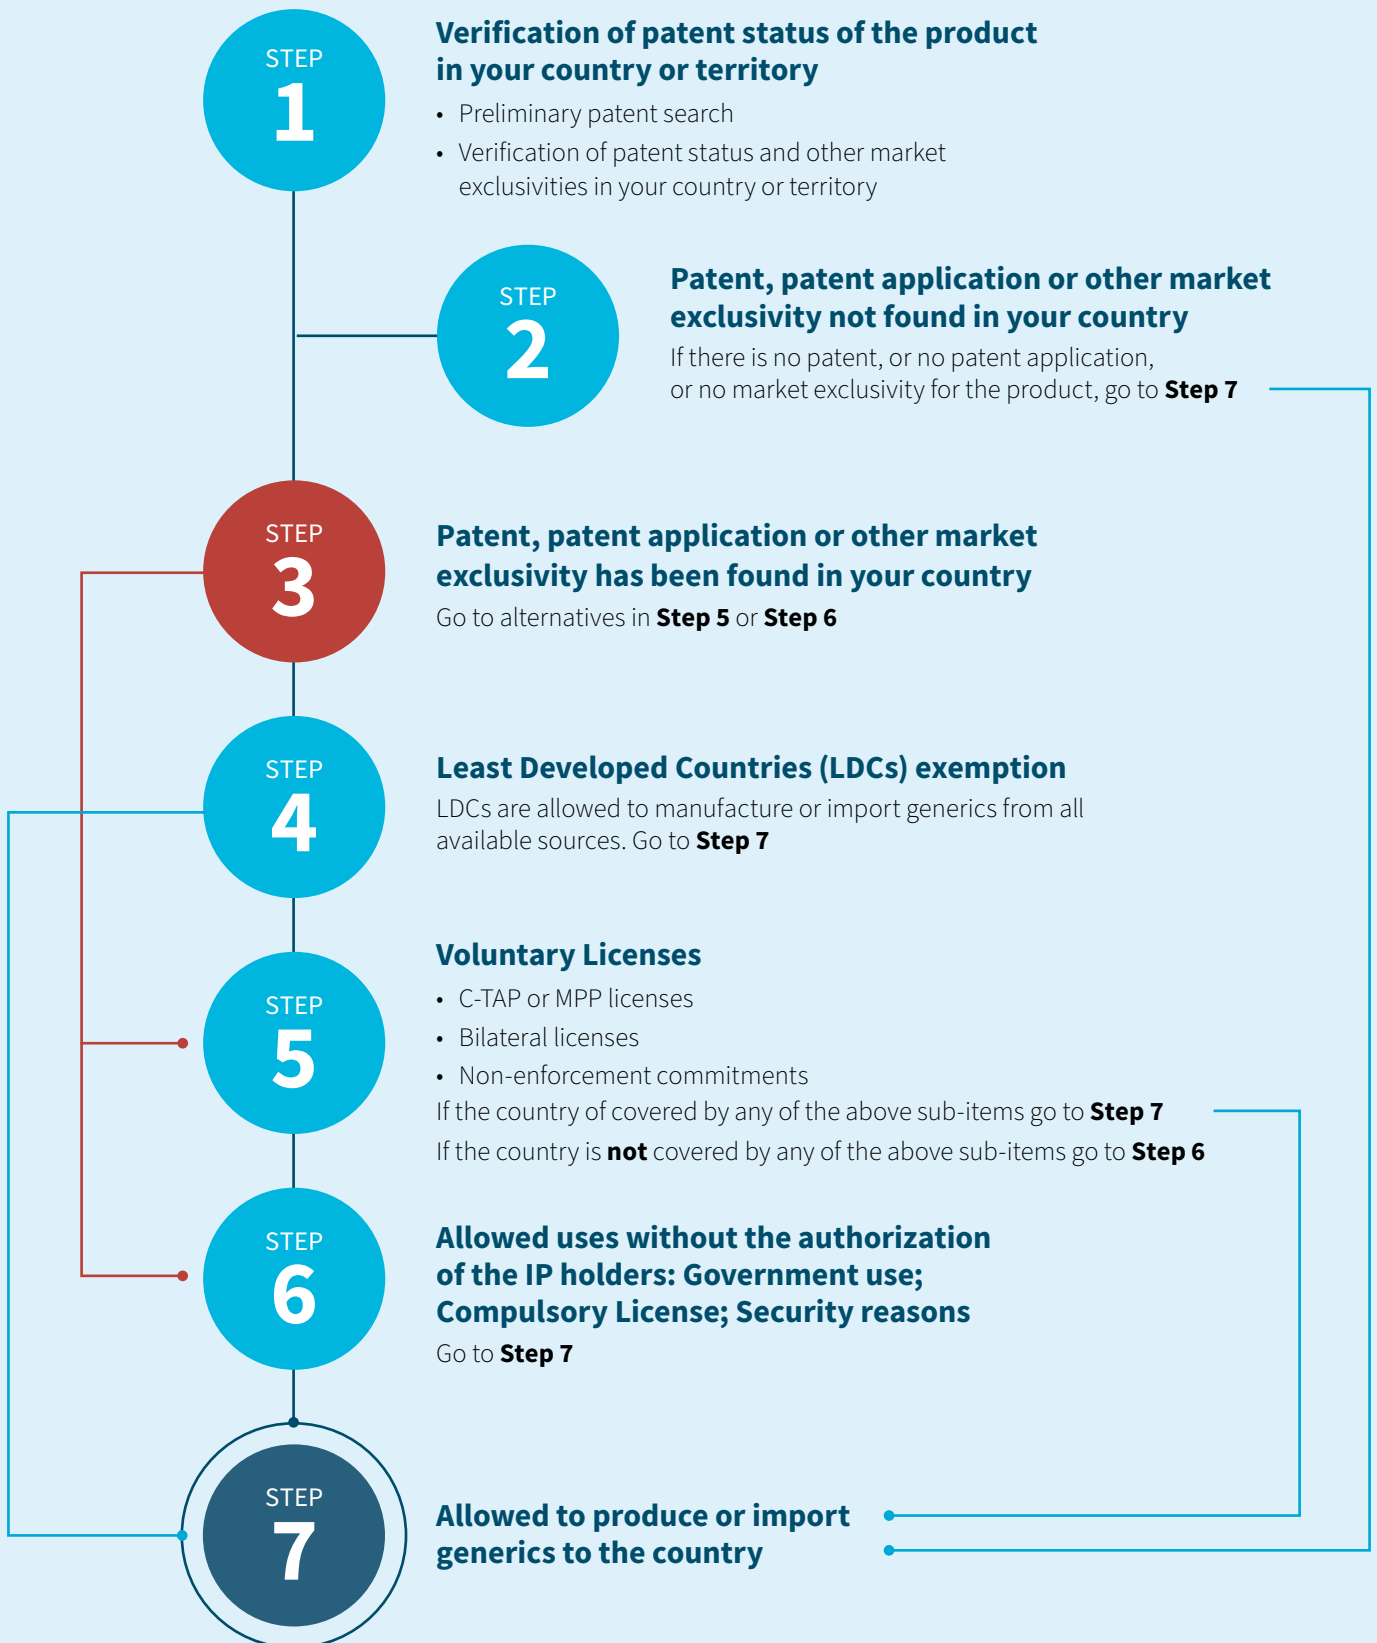 STEP
1
Verification of patent status of the product
in your country or territory
• Preliminary patent search
• Verification of patent status and other market
exclusivities in your country or territory
STEP
2
Patent, patent application or other market
exclusivity not found in your country
If there is no patent, or no patent application,
or no market exclusivity for the product, go to Step 7
STEP
3
Patent, patent application or other market
exclusivity has been found in your country
Go to alternatives in Step 5 or Step 6
STEP
4
Least Developed Countries (LDCs) exemption
LDCs are allowed to manufacture or import generics from all
available sources. Go to Step 7
STEP
5
Voluntary Licenses
• C-TAP or MPP licenses
• Bilateral licenses
• Non-enforcement commitments
If the country of covered by any of the above sub-items go to Step 7
If the country is not covered by any of the above sub-items go to Step 6
STEP
6
Allowed uses without the authorization
of the IP holders: Government use;
Compulsory License; Security reasons
Go to Step 7
STEP
7
Allowed to produce or import
generics to the country